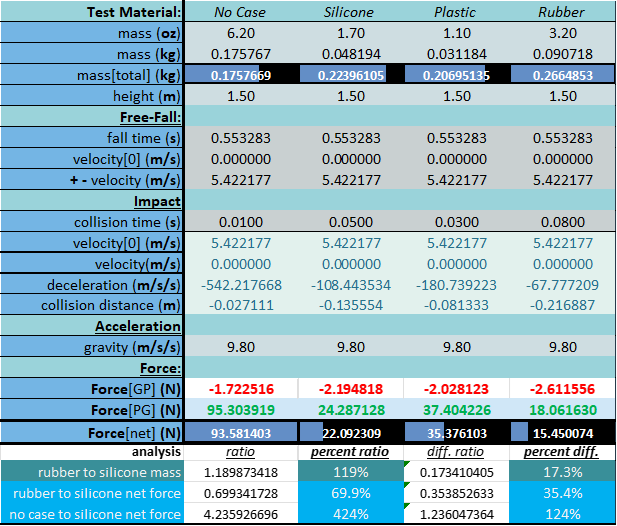 Test Material: No Case Silicone Plastic Rubber
mass (oz) 6.20 1.70 1.10 3.20
mass (kg) 0.175767 0.048194 0.031184 0.090718
mass[total] (kg) 0.1757669 0.22396105 0.20695135 0.2664853
height (m) 1.50 1.50 1.50 1.50
Free-Fall:
fall time (s) 0.553283 0.553283 0.553283 0.553283
velocity[0] (m/s) 0.000000 0.000000 0.000000 0.000000
+ - velocity (m/s) 5.422177 5.422177 5.422177 5.422177
Impact
collision time (s) 0.0100 0.0500 0.0300 0.0800
velocity[0] (m/s) 5.422177 5.422177 5.422177 5.422177
velocity(m/s) 0.000000 0.000000 0.000000 0.000000
deceleration (m/s/s) -542.217668 -108.443534 -180.739223 -67.777209
collision distance (m) -0.027111 -0.135554 -0.081333 -0.216887
Acceleration
gravity (m/s/s) 9.80 9.80 9.80 9.80
Force:
Force[GP] (N) -1.722516 -2.194818 -2.028123 -2.611556
Force[PG] (N) 95.303919 24.287128 37.404226 18.061630
Force[net] (N) 93.581403 22.092309 35.376103 15.450074
analysis ratio percent ratio diff. ratio percent diff.
rubber to silicone mass 1.189873418 119% 0.173410405 17.3%
rubber to silicone net force 0.699341728 69.9% 0.353852633 35.4%
no case to silicone net force 4.235926696 424% 1.236047364 124%